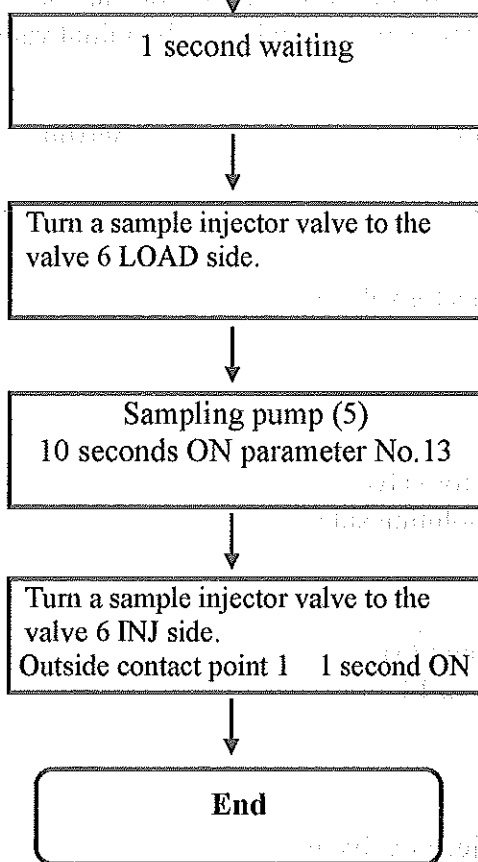 1 second waiting
Turn a sample injector valve to the
valve 6 LOAD side.
Sampling pump (5)
10 seconds ON parameter No.13
Turn a sample injector valve to the
valve 6 INJ side.
Outside contact point 1 1 second ON
End